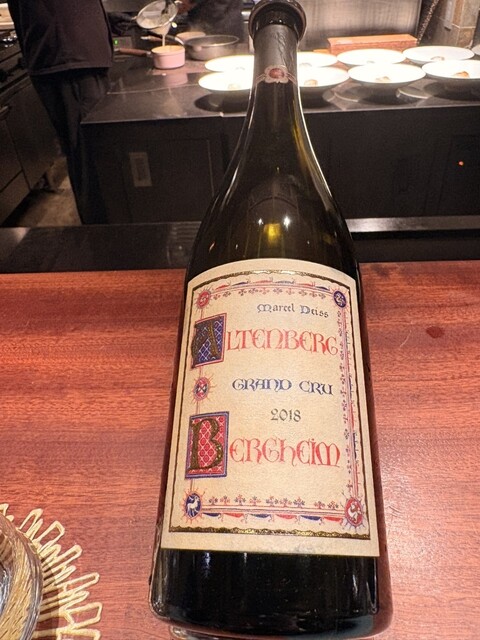 Marcel Deiss
ALTENBERG
GRAND CRU
2018
BERGHEIM